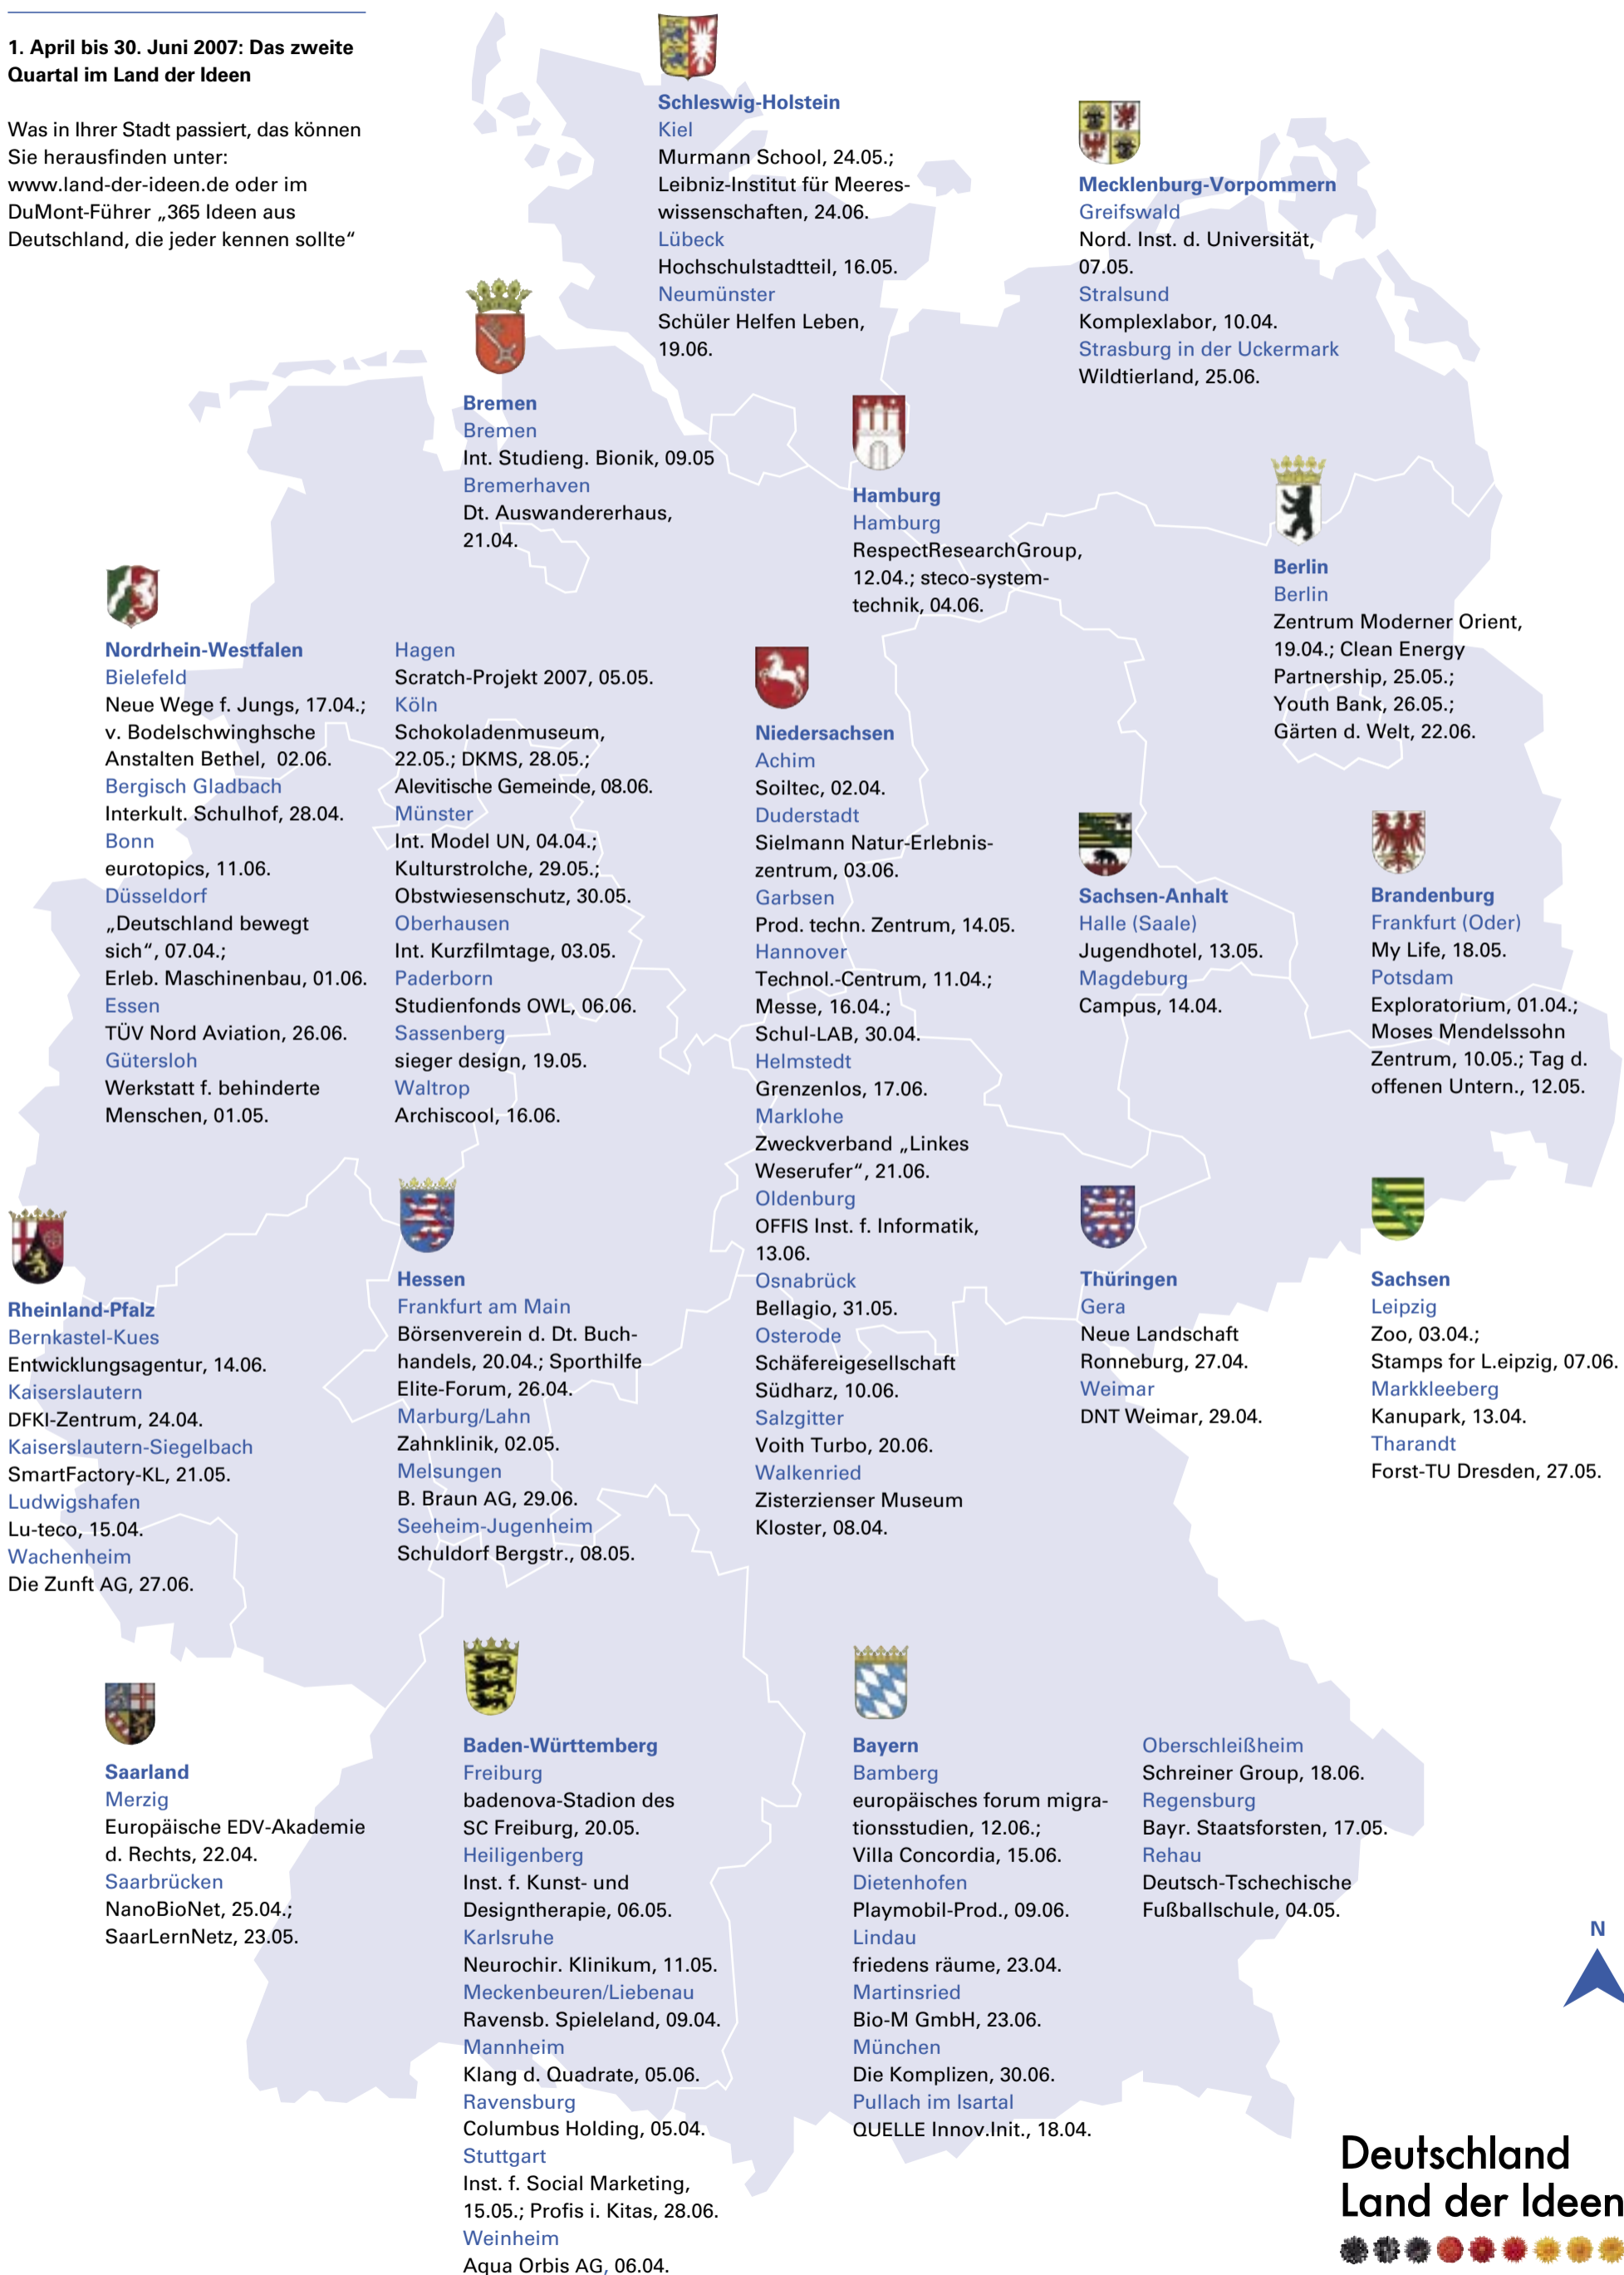 1. April bis 30. Juni 2007: Das zweite
Quartal im Land der Ideen
Was in Ihrer Stadt passiert, das können
Sie herausfinden unter:
www.land-der-ideen.de oder im
DuMont-Führer „365 Ideen aus
Deutschland, die jeder kennen sollte“
Schleswig-Holstein
Kiel
Murmann School, 24.05.;
Leibniz-Institut für Meeres-
wissenschaften, 24.06.
Lübeck
Hochschulstadtteil, 16.05.
Neumünster
Schüler Helfen Leben,
19.06.
Mecklenburg-Vorpommern
Greifswald
Nord. Inst. d. Universität,
07.05.
Stralsund
Komplexlabor, 10.04.
Strasburg in der Uckermark
Wildtierland, 25.06.
Bremen
Bremen
Int. Studieng. Bionik, 09.05
Bremerhaven
Dt. Auswandererhaus,
21.04.
Hamburg
Hamburg
RespectResearchGroup,
12.04.; steco-system-
technik, 04.06.
Berlin
Berlin
Zentrum Moderner Orient,
19.04.; Clean Energy
Partnership, 25.05.;
Youth Bank, 26.05.;
Gärten d. Welt, 22.06.
Nordrhein-Westfalen
Bielefeld
Neue Wege f. Jungs, 17.04.;
v. Bodelschwinghsche
Anstalten Bethel, 02.06.
Bergisch Gladbach
Interkult. Schulhof, 28.04.
Bonn
eurotopics, 11.06.
Düsseldorf
„Deutschland bewegt
sich“, 07.04.;
Erleb. Maschinenbau, 01.06.
Essen
TÜV Nord Aviation, 26.06.
Gütersloh
Werkstatt f. behinderte
Menschen, 01.05.
Hagen
Scratch-Projekt 2007, 05.05.
Köln
Schokoladenmuseum,
22.05.; DKMS, 28.05.;
Alevitische Gemeinde, 08.06.
Münster
Int. Model UN, 04.04.;
Kulturstrolche, 29.05.;
Obstwiesenschutz, 30.05.
Oberhausen
Int. Kurzfilmtage, 03.05.
Paderborn
Studienfonds OWL, 06.06.
Sassenberg
sieger design, 19.05.
Waltrop
Archiscool, 16.06.
Niedersachsen
Achim
Soiltec, 02.04.
Duderstadt
Sielmann Natur-Erlebnis-
zentrum, 03.06.
Garbsen
Prod. techn. Zentrum, 14.05.
Hannover
Technol.-Centrum, 11.04.;
Messe, 16.04.;
Schul-LAB, 30.04.
Helmstedt
Grenzenlos, 17.06.
Marklohe
Zweckverband „Linkes
Weserufer“, 21.06.
Oldenburg
OFFIS Inst. f. Informatik,
13.06.
Osnabrück
Bellagio, 31.05.
Osterode
Schäfereigesellschaft
Südharz, 10.06.
Salzgitter
Voith Turbo, 20.06.
Walkenried
Zisterzienser Museum
Kloster, 08.04.
Sachsen-Anhalt
Halle (Saale)
Jugendhotel, 13.05.
Magdeburg
Campus, 14.04.
Brandenburg
Frankfurt (Oder)
My Life, 18.05.
Potsdam
Exploratorium, 01.04.;
Moses Mendelssohn
Zentrum, 10.05.; Tag d.
offenen Untern., 12.05.
Rheinland-Pfalz
Bernkastel-Kues
Entwicklungsagentur, 14.06.
Kaiserslautern
DFKI-Zentrum, 24.04.
Kaiserslautern-Siegelbach
SmartFactory-KL, 21.05.
Ludwigshafen
Lu-teco, 15.04.
Wachenheim
Die Zunft AG, 27.06.
Hessen
Frankfurt am Main
Börsenverein d. Dt. Buch-
handels, 20.04.; Sporthilfe
Elite-Forum, 26.04.
Marburg/Lahn
Zahnklinik, 02.05.
Melsungen
B. Braun AG, 29.06.
Seeheim-Jugenheim
Schuldorf Bergstr., 08.05.
Thüringen
Gera
Neue Landschaft
Ronneburg, 27.04.
Weimar
DNT Weimar, 29.04.
Sachsen
Leipzig
Zoo, 03.04.;
Stamps for L.eipzig, 07.06.
Markkleeberg
Kanupark, 13.04.
Tharandt
Forst-TU Dresden, 27.05.
Saarland
Merzig
Europäische EDV-Akademie
d. Rechts, 22.04.
Saarbrücken
NanoBioNet, 25.04.;
SaarLernNetz, 23.05.
Baden-Württemberg
Freiburg
badenova-Stadion des
SC Freiburg, 20.05.
Heiligenberg
Inst. f. Kunst- und
Designtherapie, 06.05.
Karlsruhe
Neurochir. Klinikum, 11.05.
Meckenbeuren/Liebenau
Ravensb. Spieleland, 09.04.
Mannheim
Klang d. Quadrate, 05.06.
Ravensburg
Columbus Holding, 05.04.
Stuttgart
Inst. f. Social Marketing,
15.05.; Profis i. Kitas, 28.06.
Weinheim
Aqua Orbis AG, 06.04.
Bayern
Bamberg
europäisches forum migra-
tionsstudien, 12.06.;
Villa Concordia, 15.06.
Dietenhofen
Playmobil-Prod., 09.06.
Lindau
friedens räume, 23.04.
Martinsried
Bio-M GmbH, 23.06.
München
Die Komplizen, 30.06.
Pullach im Isartal
QUELLE Innov.Init., 18.04.
Oberschleißheim
Schreiner Group, 18.06.
Regensburg
Bayr. Staatsforsten, 17.05.
Rehau
Deutsch-Tschechische
Fußballschule, 04.05.
N
Deutschland
Land der Ideen